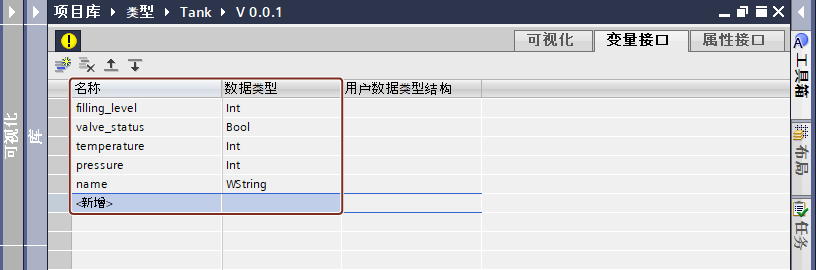 项目库 › 类型 › Tank › V 0.0.1
可视化 变量接口 属性接口
名称 数据类型 用户数据类型结构
filling_level Int
valve_status Bool
temperature Int
pressure Int
name WString
<新增>
可视化
库
工具箱
布局
任务